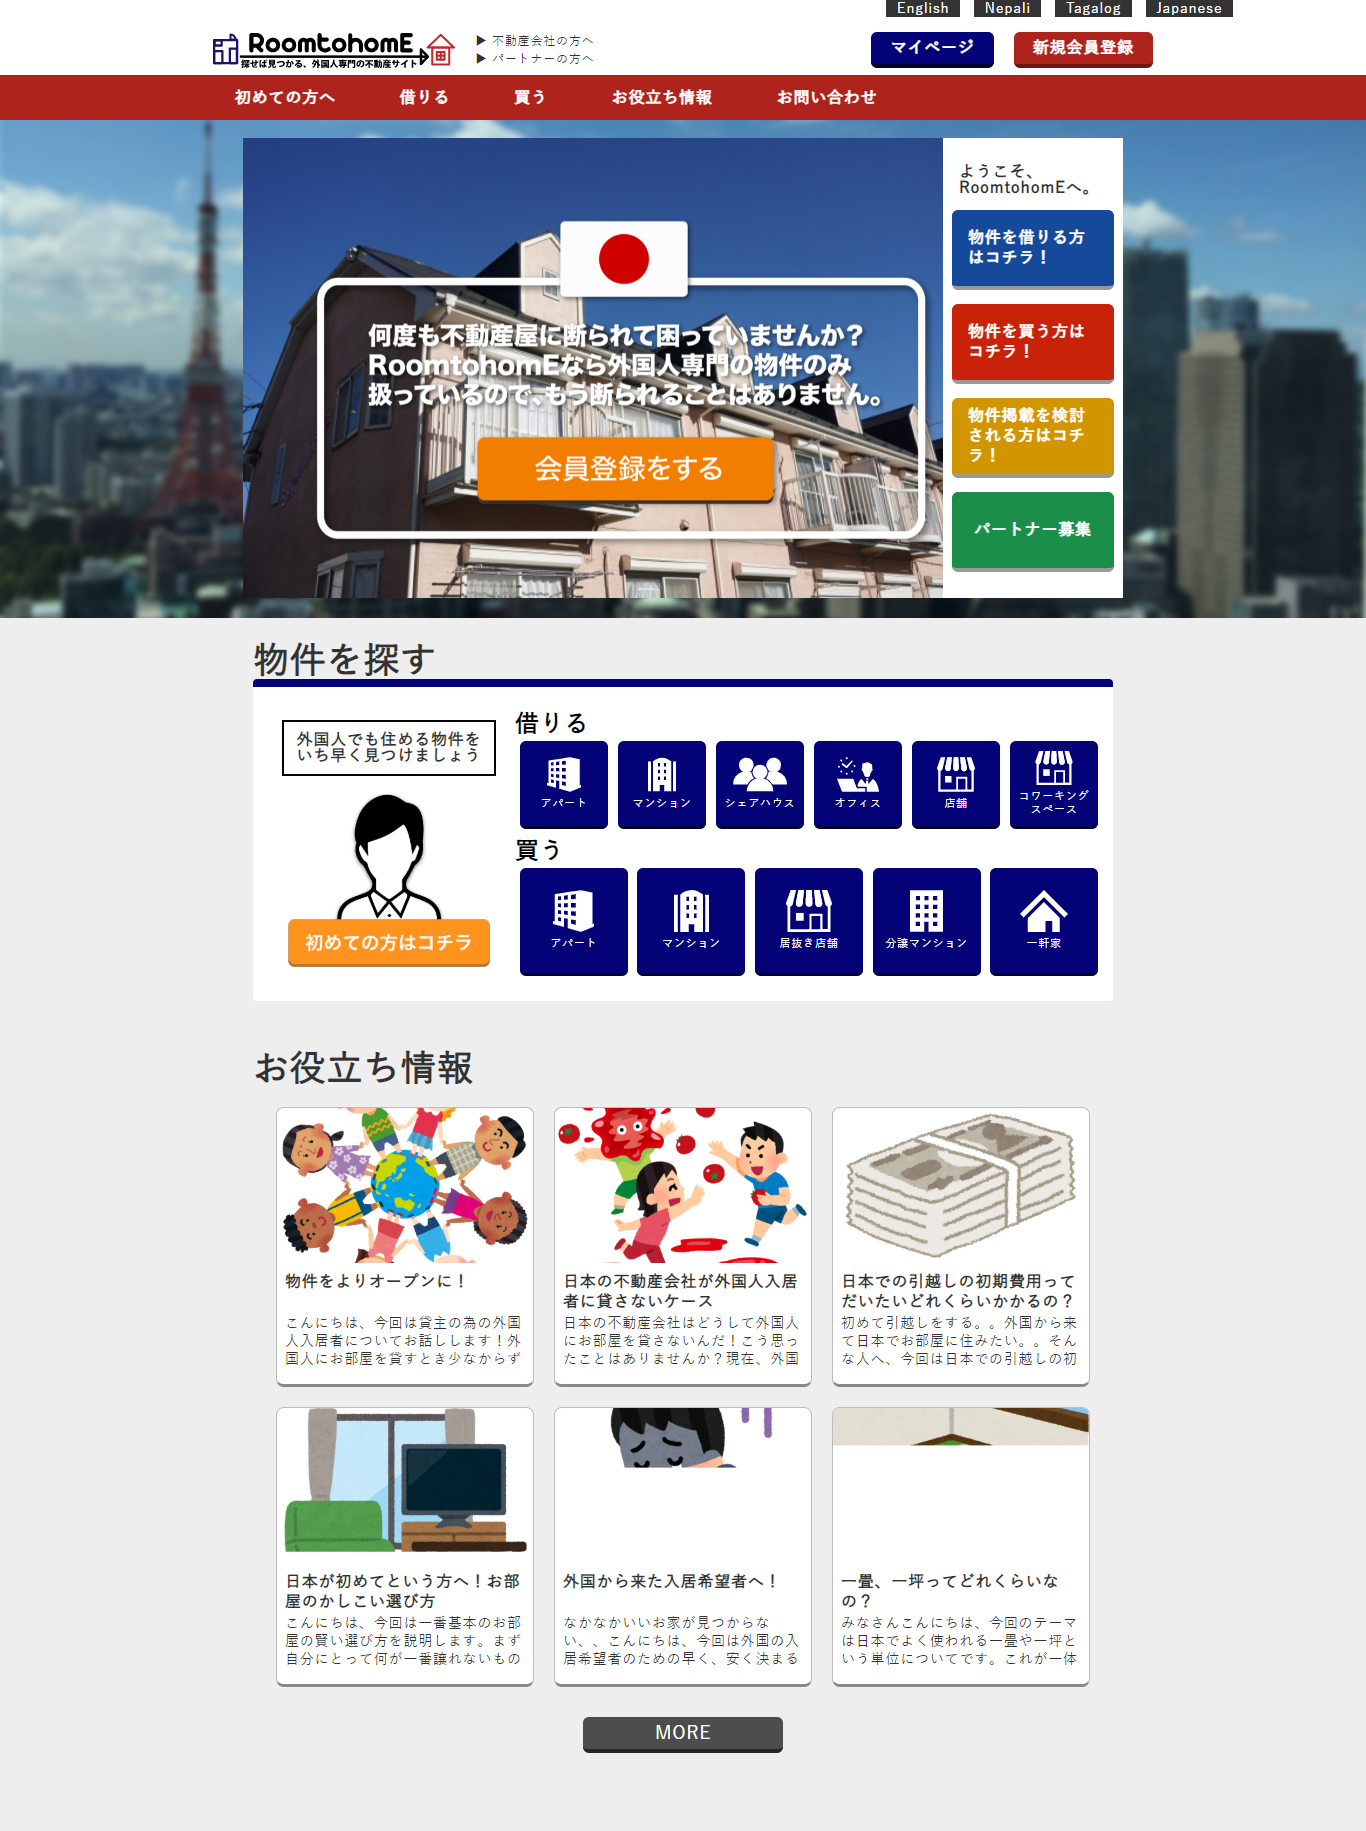 English
Nepali
Tagalog
Japanese
RoomtohomE
探せば見つかる、外国人専門の不動産サイト
▶ 不動産会社の方へ
▶ パートナーの方へ
マイページ
新規会員登録
初めての方へ
借りる
買う
お役立ち情報
お問い合わせ
何度も不動産屋に断られて困っていませんか?
RoomtohomEなら外国人専門の物件のみ
扱っているので、もう断られることはありません。
会員登録をする
ようこそ、
RoomtohomEへ。
物件を借りる方
はコチラ！
物件を買う方は
コチラ！
物件掲載を検討
される方はコチ
ラ！
パートナー募集
物件を探す
外国人でも住める物件を
いち早く見つけましょう
初めての方はコチラ
借りる
アパート
マンション
シェアハウス
オフィス
店舗
コワーキング
スペース
買う
アパート
マンション
居抜き店舗
分譲マンション
一軒家
お役立ち情報
物件をよりオープンに！
こんにちは、今回は貸主の為の外国
人入居者についてお話しします！外
国人にお部屋を貸すとき少なからず
日本の不動産会社が外国人入居
者に貸さないケース
日本の不動産会社はどうして外国人
にお部屋を貸さないんだ！こう思っ
たことはありませんか？現在、外国
日本での引越しの初期費用って
だいたいどれくらいかかるの？
初めて引越しをする。。外国から来
て日本でお部屋に住みたい。。そん
な人へ、今回は日本での引越しの初
日本が初めてという方へ！お部
屋のかしこい選び方
こんにちは、今回は一番基本のお部
屋の賢い選び方を説明します。まず
自分にとって何が一番譲れないもの
外国から来た入居希望者へ！
なかなかいいお家が見つからな
い、、こんにちは、今回は外国の入
居希望者のための早く、安く決まる
一畳、一坪ってどれくらいな
の？
みなさんこんにちは、今回のテーマ
は日本でよく使われる一畳や一坪と
いう単位についてです。これが一体
MORE